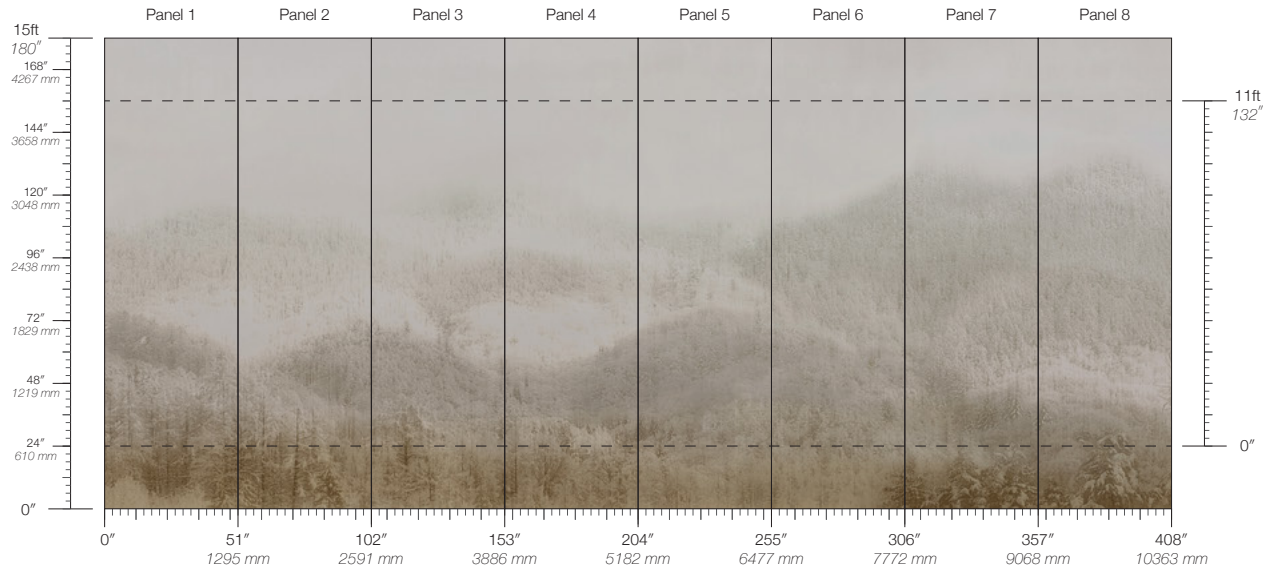 Panel 1 Panel 2 Panel 3 Panel 4 Panel 5 Panel 6 Panel 7 Panel 8
15ft
180″
168″
4267 mm
11ft
132″
144″
3658 mm
120″
3048 mm
96″
2438 mm
72″
1829 mm
48″
1219 mm
24″
610 mm
0″
0″
0″ 51″ 102″ 153″ 204″ 255″ 306″ 357″ 408″
1295 mm 2591 mm 3886 mm 5182 mm 6477 mm 7772 mm 9068 mm 10363 mm